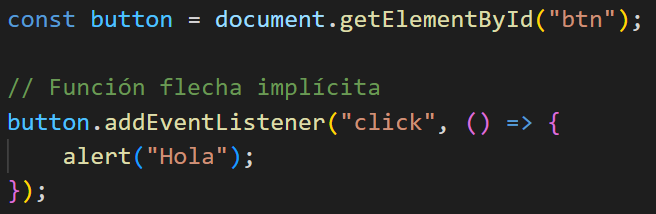 const button = document.getElementById("btn");
// Función flecha implícita
button.addEventListener("click", () => {
alert("Hola");
});